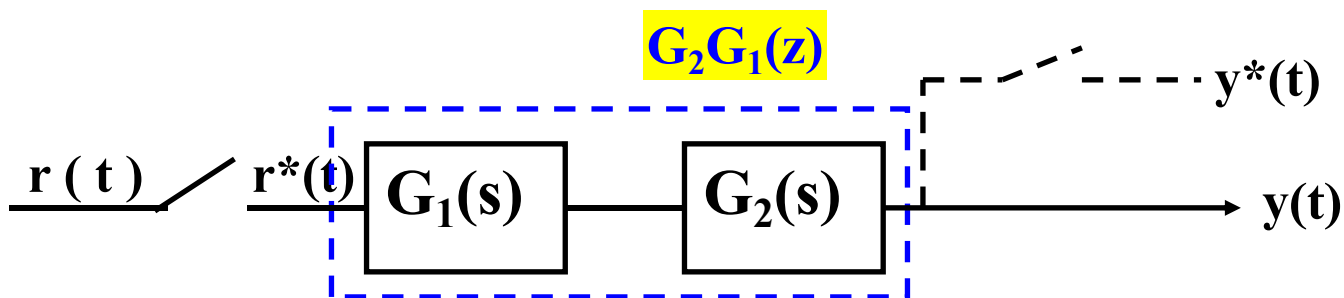 G₂G₁(z)
y*(t)
r ( t )
r*(t)
G₁(s)
G₂(s)
y(t)